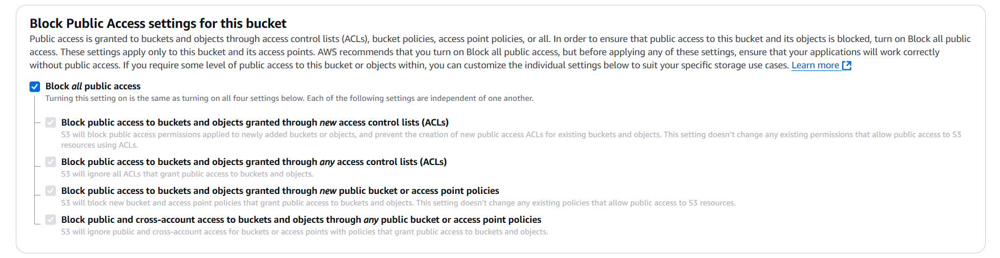 Block Public Access settings for this bucket
Public access is granted to buckets and objects through access control lists (ACLs), bucket policies, access point policies, or all. In order to ensure that public access to this bucket and its objects is blocked, turn on Block all public
access. These settings apply only to this bucket and its access points. AWS recommends that you turn on Block all public access, but before applying any of these settings, ensure that your applications will work correctly
without public access. If you require some level of public access to this bucket or objects within, you can customize the individual settings below to suit your specific storage use cases. Learn more
Block all public access
Turning this setting on is the same as turning on all four settings below. Each of the following settings are independent of one another.
Block public access to buckets and objects granted through new access control lists (ACLs)
S3 will block public access permissions applied to newly added buckets or objects, and prevent the creation of new public access ACLs for existing buckets and objects. This setting doesn't change any existing permissions that allow public access to S3
resources using ACLs.
Block public access to buckets and objects granted through any access control lists (ACLs)
S3 will ignore all ACLs that grant public access to buckets and objects.
Block public access to buckets and objects granted through new public bucket or access point policies
S3 will block new bucket and access point policies that grant public access to buckets and objects. This setting doesn't change any existing policies that allow public access to S3 resources.
Block public and cross-account access to buckets and objects through any public bucket or access point policies
S3 will ignore public and cross-account access for buckets or access points with policies that grant public access to buckets and objects.